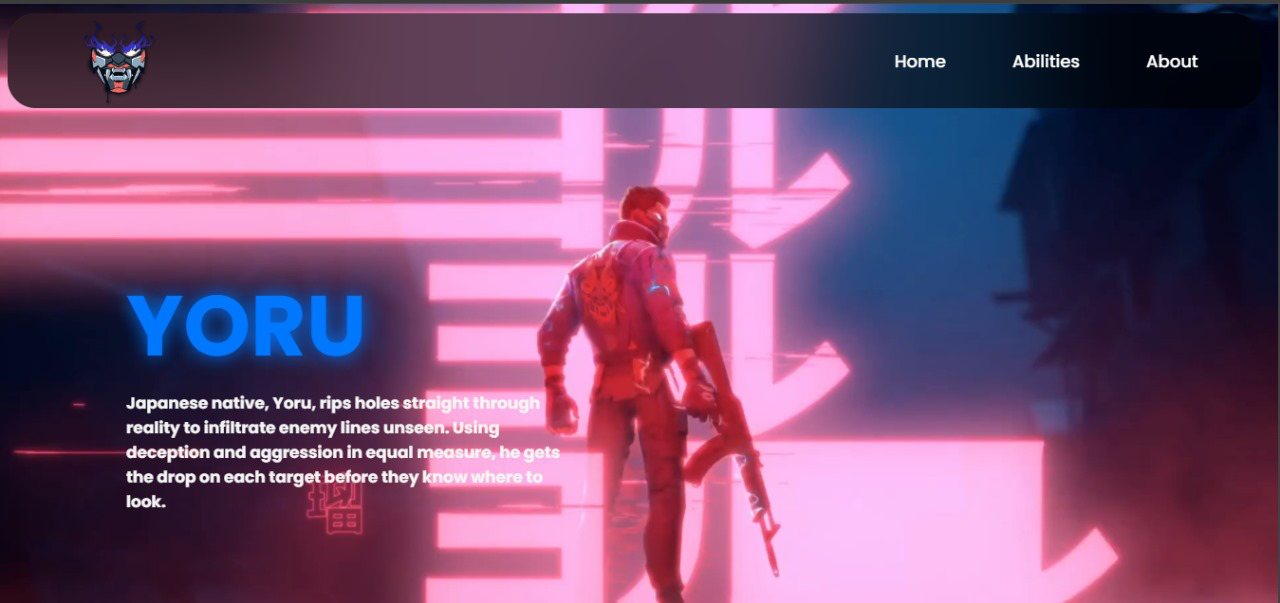 Home Abilities About
YORU
Japanese native, Yoru, rips holes straight through
reality to infiltrate enemy lines unseen. Using
deception and aggression in equal measure, he gets
the drop on each target before they know where to
look.